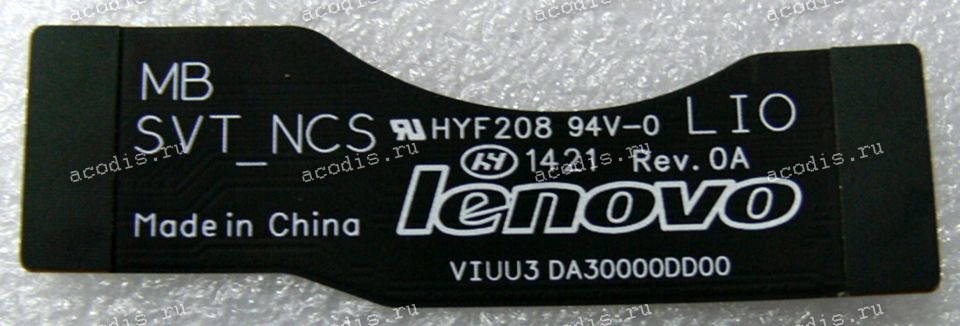 MB
SVT_NCS
HYF208 94V-0
LIO
1421 Rev. 0A
lenovo
Made in China
VIUU3 DA30000DD00
acodis.ru